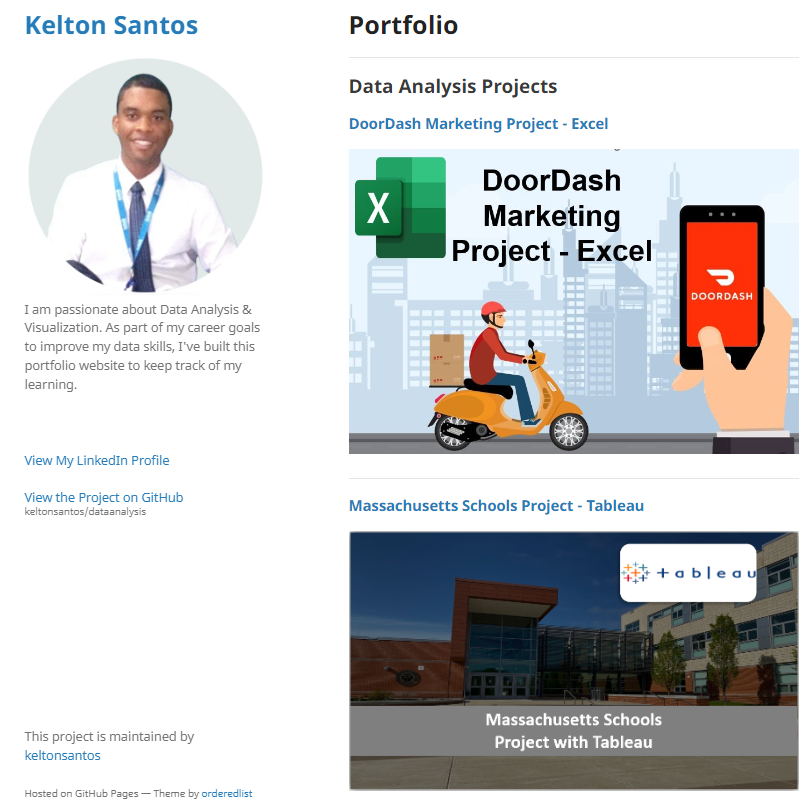 Kelton Santos
I am passionate about Data Analysis &
Visualization. As part of my career goals
to improve my data skills, I've built this
portfolio website to keep track of my
learning.
View My LinkedIn Profile
View the Project on GitHub
keltonsantos/dataanalysis
This project is maintained by
keltonsantos
Hosted on GitHub Pages — Theme by orderedlist
Portfolio
Data Analysis Projects
DoorDash Marketing Project - Excel
X
DoorDash
Marketing
Project - Excel
DOORDASH
Massachusetts Schools Project - Tableau
+ a b l e a u
Massachusetts Schools
Project with Tableau